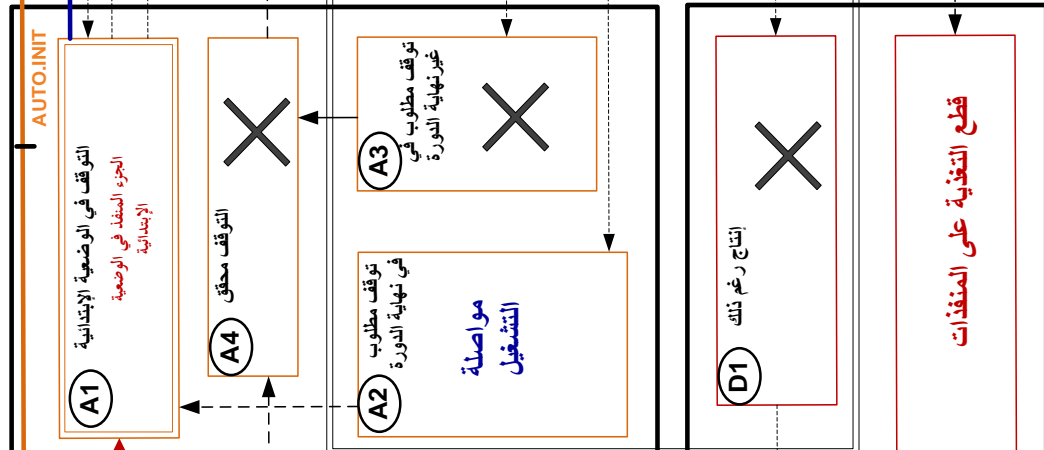 AUTO.INIT
A1
التوقف في الوضعية الإبتدائية
الجزء المنفذ في الوضعية
الإبتدائية
A4
التوقف محقق
A3
توقف مطلوب في
غيرنهاية الدورة
A2
توقف مطلوب
في نهاية الدورة
مواصلة
التشغيل
D1
إنتاج رغم ذلك
قطع التغذية على المنفذات